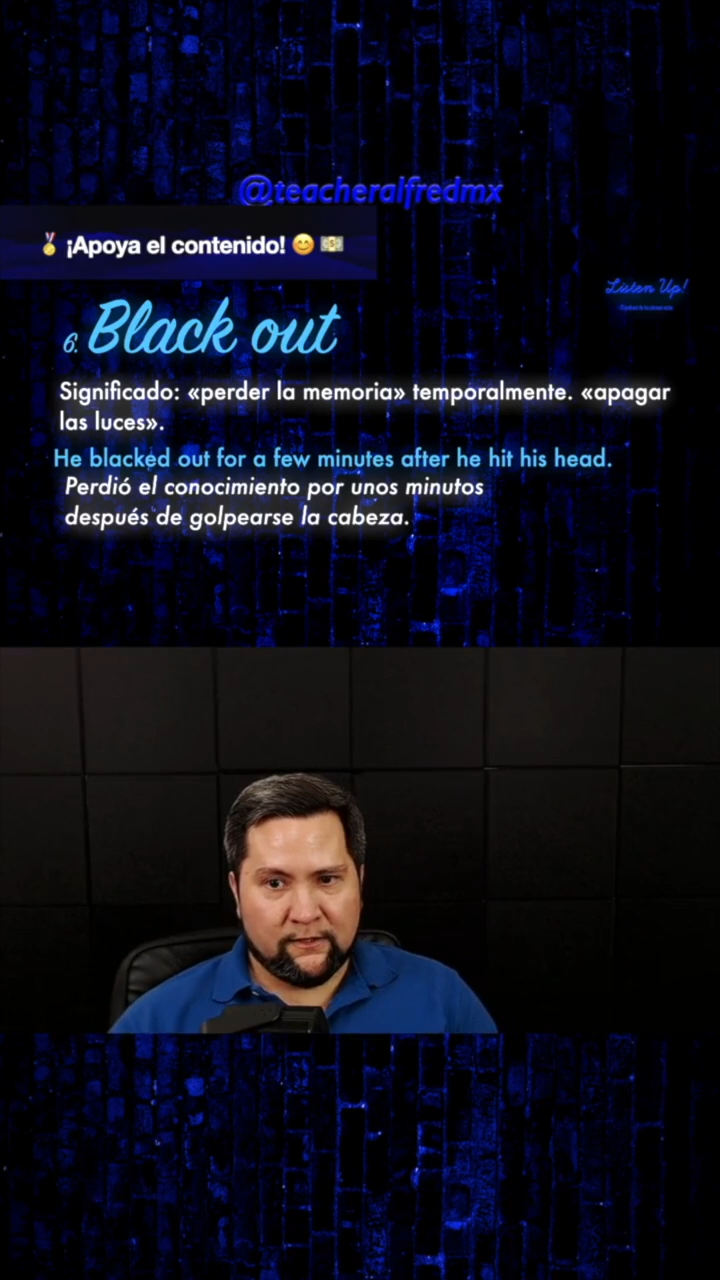 @teacheralfredmx
🏅 ¡Apoya el contenido! 😊 💵
Listen Up!
6. Black out
Significado: «perder la memoria» temporalmente. «apagar
las luces».
He blacked out for a few minutes after he hit his head.
Perdió el conocimiento por unos minutos
después de golpearse la cabeza.